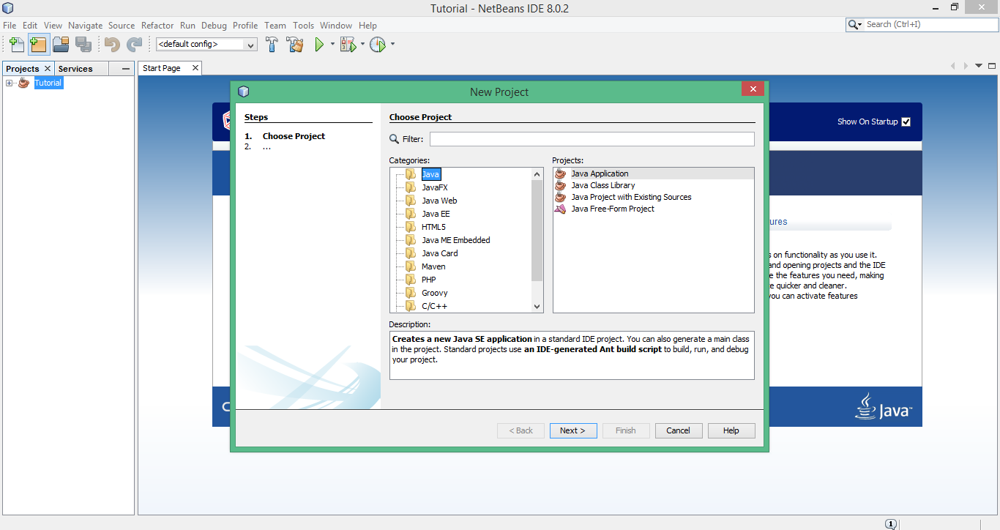 Tutorial - NetBeans IDE 8.0.2
File Edit View Navigate Source Refactor Run Debug Profile Team Tools Window Help
Search (Ctrl+I)
<default config>
Projects Services
Start Page
Tutorial
New Project
Show On Startup
Steps
1. Choose Project
2. ...
Choose Project
Filter:
Categories:
Java
JavaFX
Java Web
Java EE
HTML5
Java ME Embedded
Java Card
Maven
PHP
Groovy
C/C++
Projects:
Java Application
Java Class Library
Java Project with Existing Sources
Java Free-Form Project
Description:
Creates a new Java SE application in a standard IDE project. You can also generate a main class
in the project. Standard projects use an IDE-generated Ant build script to build, run, and debug
your project.
< Back Next > Finish Cancel Help
ures
s on functionality as you use it.
and opening projects and the IDE
e the features you need, making
quicker and cleaner.
you can activate features
Java™
1